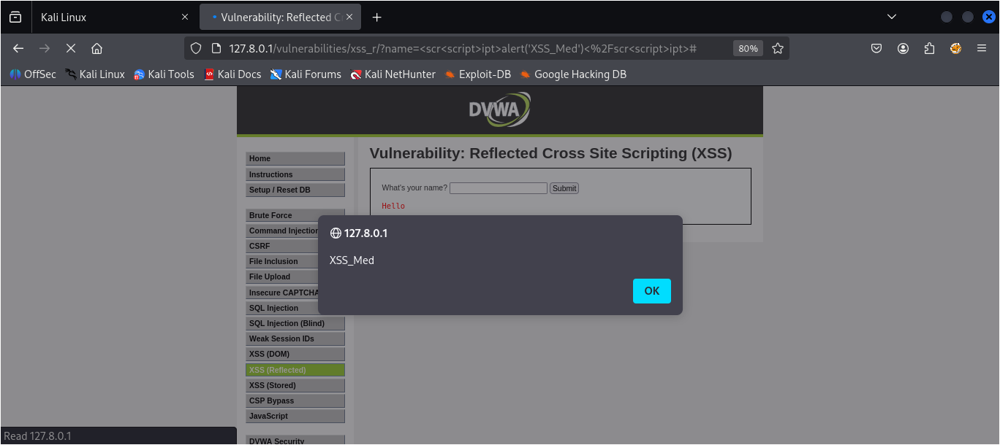 Kali Linux
Vulnerability: Reflected C
127.8.0.1/vulnerabilities/xss_r/?name=<scr<script>ipt>alert('XSS_Med')<%2Fscr<script>ipt>#
80%
OffSec Kali Linux Kali Tools Kali Docs Kali Forums Kali NetHunter Exploit-DB Google Hacking DB
DVWA
Home
Instructions
Setup / Reset DB
Brute Force
Command Injection
CSRF
File Inclusion
File Upload
Insecure CAPTCHA
SQL Injection
SQL Injection (Blind)
Weak Session IDs
XSS (DOM)
XSS (Reflected)
XSS (Stored)
CSP Bypass
JavaScript
DVWA Security
Vulnerability: Reflected Cross Site Scripting (XSS)
What's your name? Submit
Hello
127.8.0.1
XSS_Med
OK
Read 127.8.0.1